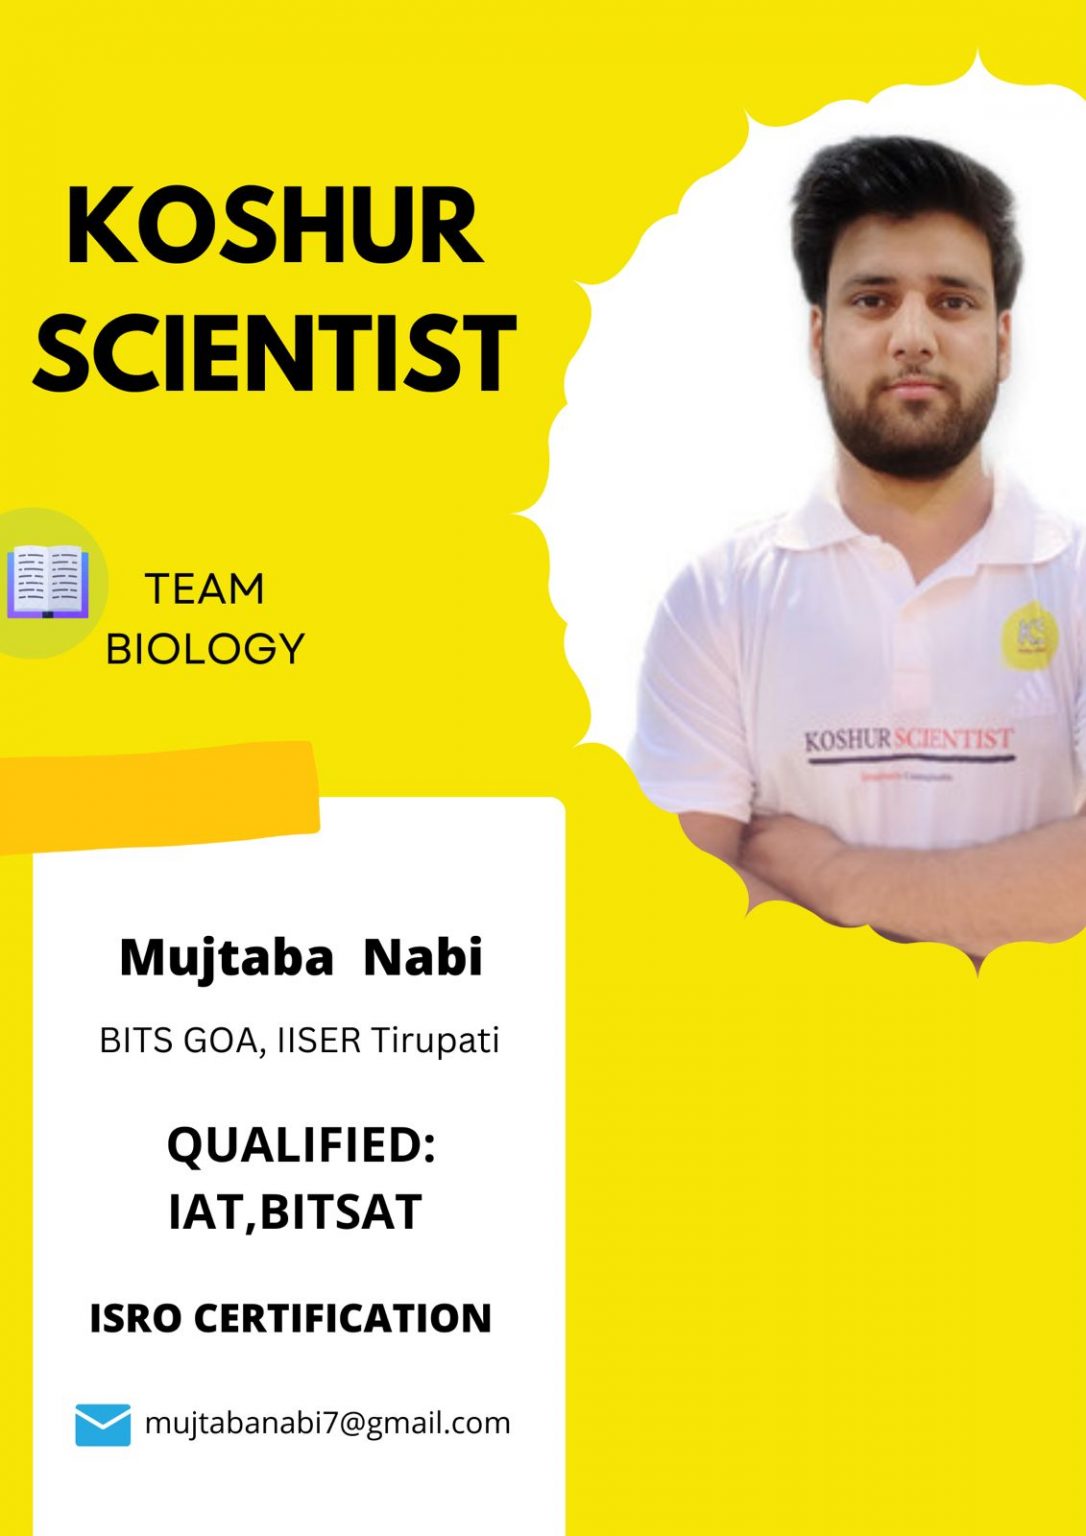 KOSHUR
SCIENTIST
TEAM
BIOLOGY
KOSHUR SCIENTIST
Mujtaba Nabi
BITS GOA, IISER Tirupati
QUALIFIED:
IAT,BITSAT
ISRO CERTIFICATION
mujtabanabi7@gmail.com